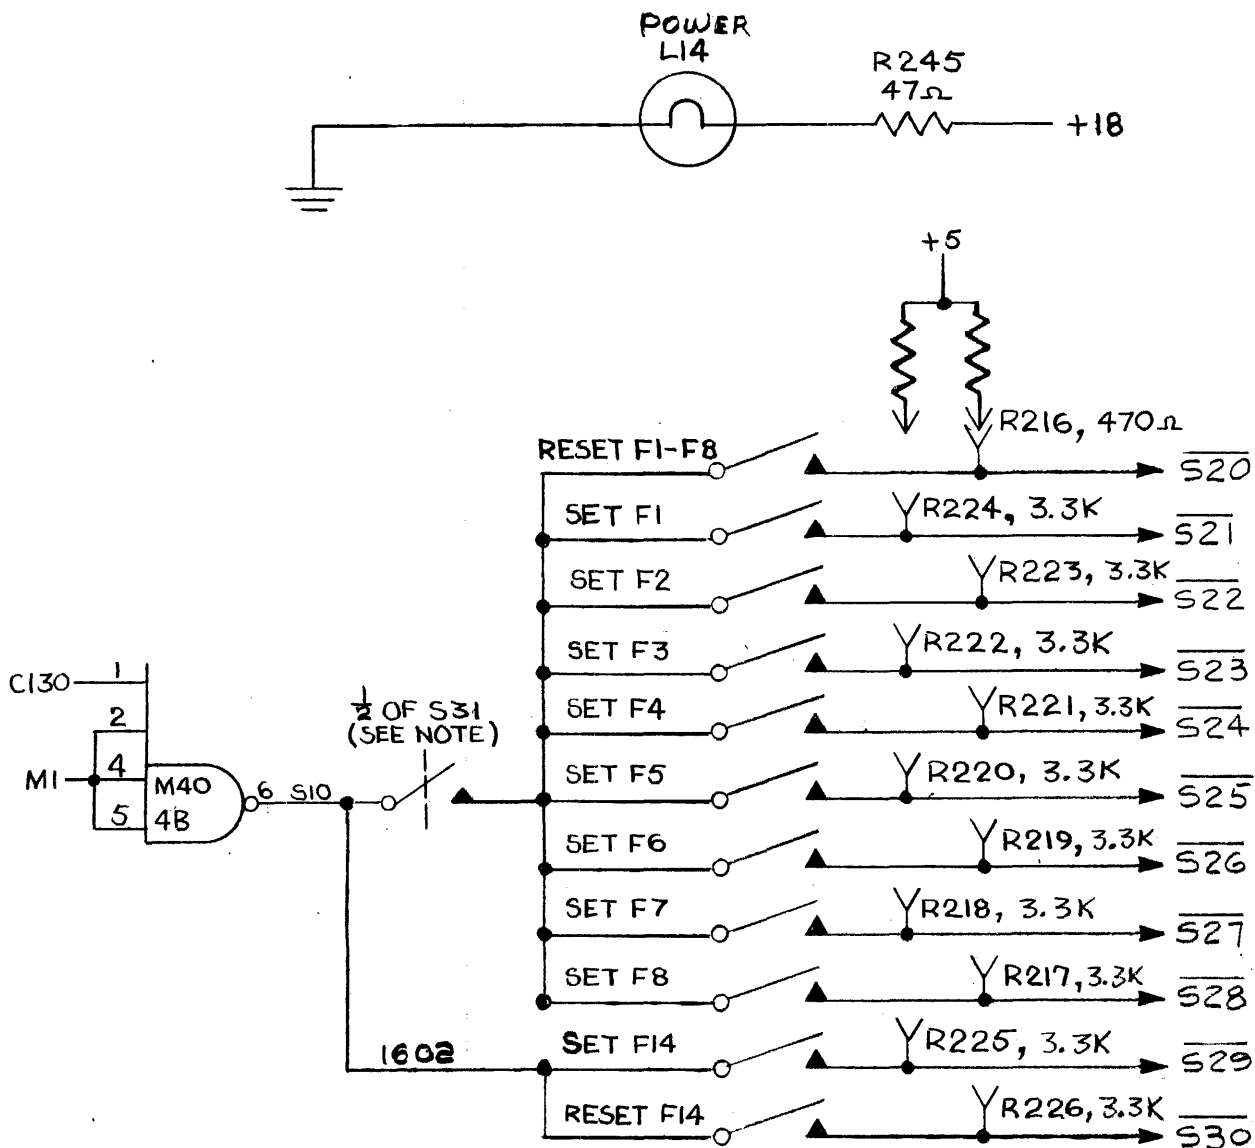 POWER
L14
R245
47Ω
+18
+5
RESET F1-F8
R216, 470Ω
S20
SET F1
R224, 3.3K
S21
SET F2
R223, 3.3K
S22
SET F3
R222, 3.3K
S23
SET F4
R221, 3.3K
S24
SET F5
R220, 3.3K
S25
SET F6
R219, 3.3K
S26
SET F7
R218, 3.3K
S27
SET F8
R217, 3.3K
S28
SET F14
R225, 3.3K
S29
RESET F14
R226, 3.3K
S30
C130
1
2
M1
4
5
M40
4B
6
S10
½ OF S31
(SEE NOTE)
1602